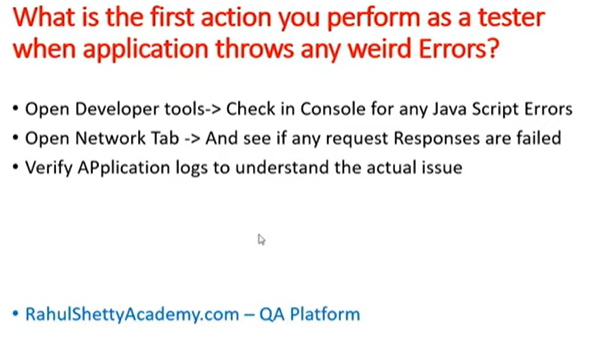 What is the first action you perform as a tester
when application throws any weird Errors?
• Open Developer tools-> Check in Console for any Java Script Errors
• Open Network Tab -> And see if any request Responses are failed
• Verify APplication logs to understand the actual issue
• RahulShettyAcademy.com – QA Platform